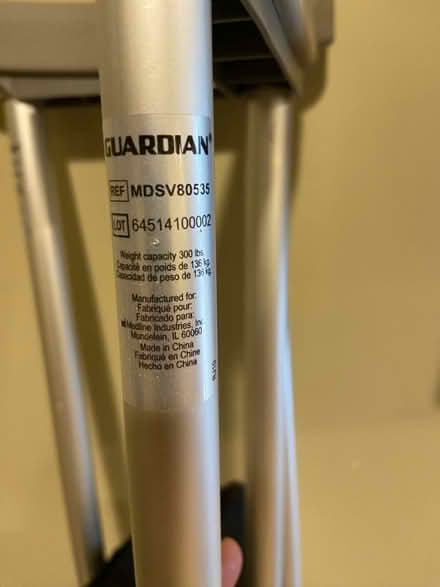 GUARDIAN®
REF MDSV80535
LOT 64514100002
Weight capacity 300 lbs.
Capacité en poids de 136 kg.
Capacidad de peso de 136 kg.
Manufactured for:
Fabriqué pour:
Fabricado para:
Medline Industries, Inc.
Mundelein, IL 60060
Made in China
Fabriqué en Chine
Hecho en China